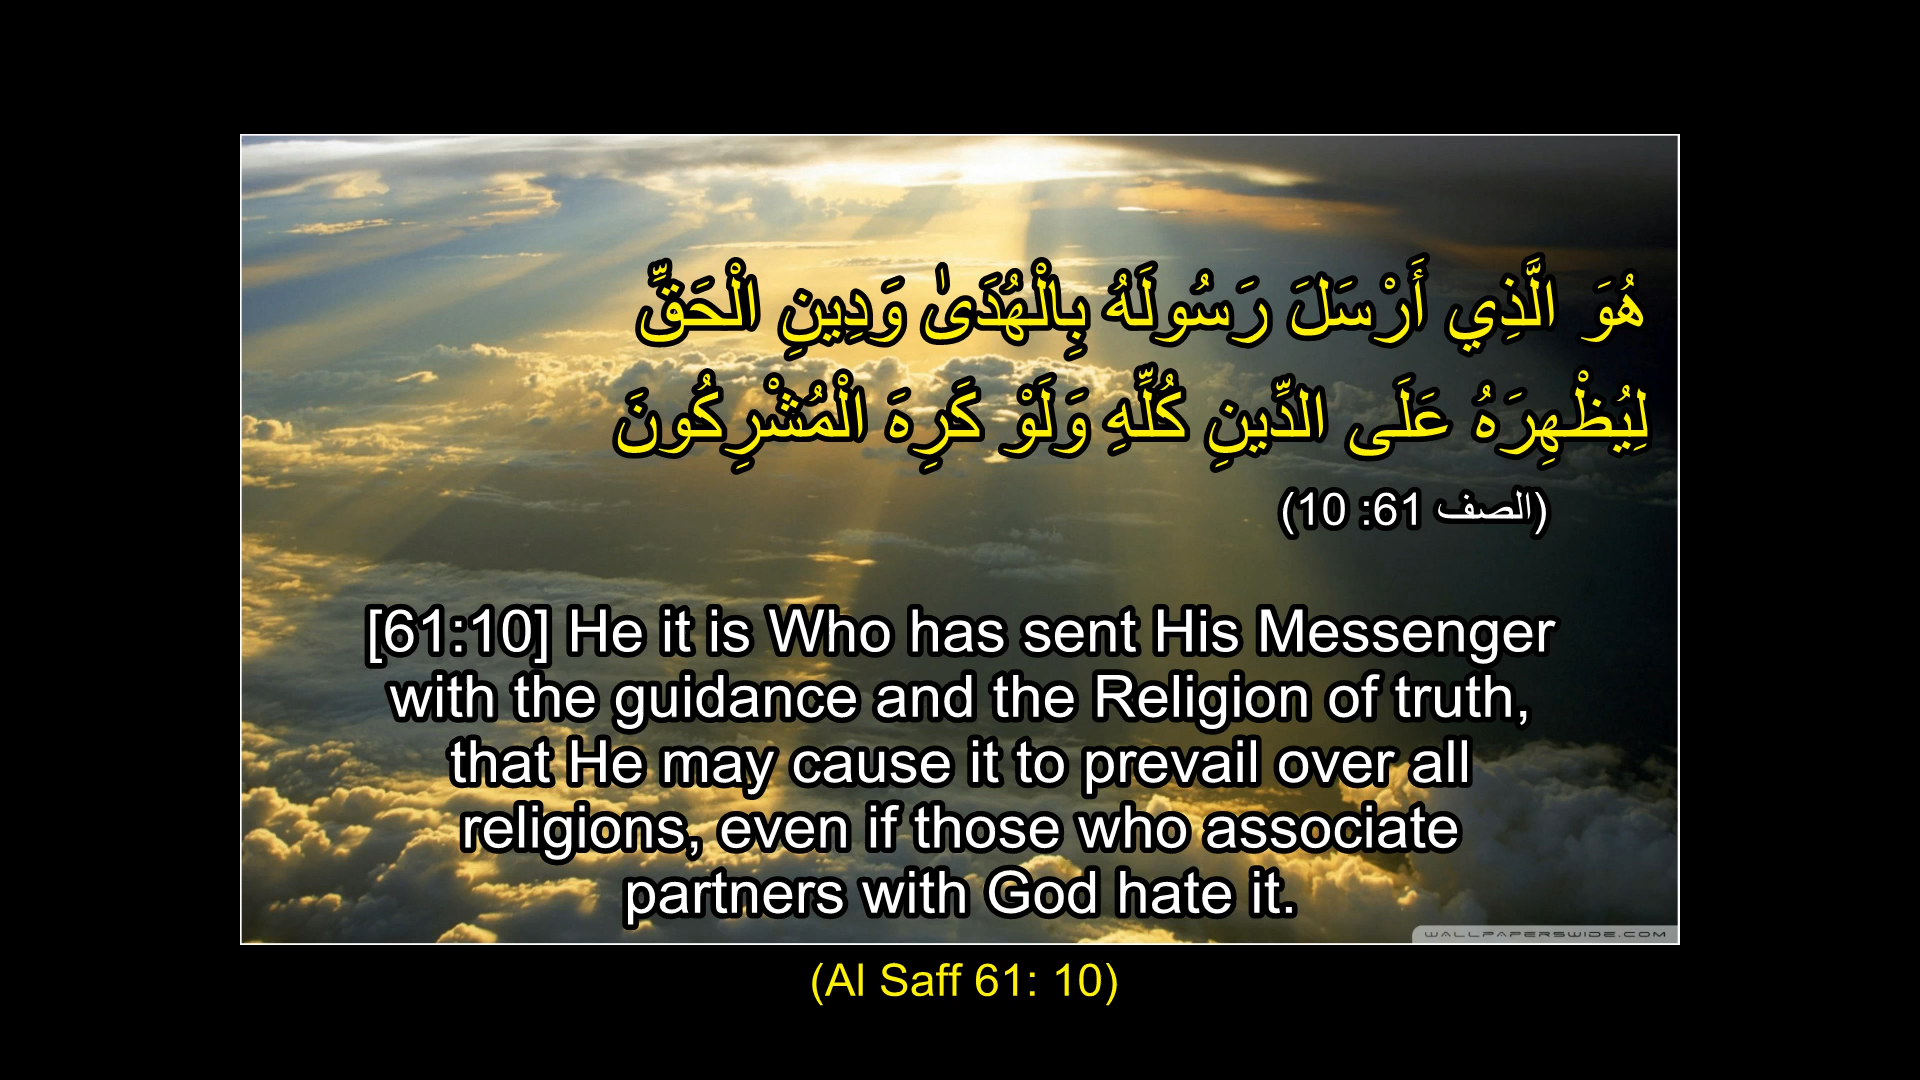 هُوَ الَّذِي أَرْسَلَ رَسُولَهُ بِالْهُدَىٰ وَدِينِ الْحَقِّ
لِيُظْهِرَهُ عَلَى الدِّينِ كُلِّهِ وَلَوْ كَرِهَ الْمُشْرِكُونَ
(الصف 61: 10)
[61:10] He it is Who has sent His Messenger
with the guidance and the Religion of truth,
that He may cause it to prevail over all
religions, even if those who associate
partners with God hate it.
WALLPAPERSWIDE.COM
(Al Saff 61: 10)